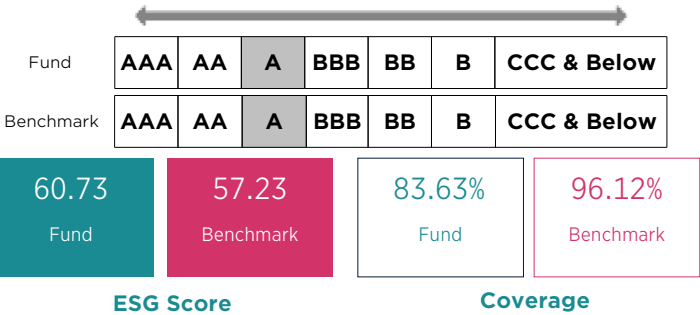 Fund AAA AA A BBB BB B CCC & Below
Benchmark AAA AA A BBB BB B CCC & Below
60.73 57.23 83.63% 96.12%
Fund Benchmark Fund Benchmark
ESG Score Coverage